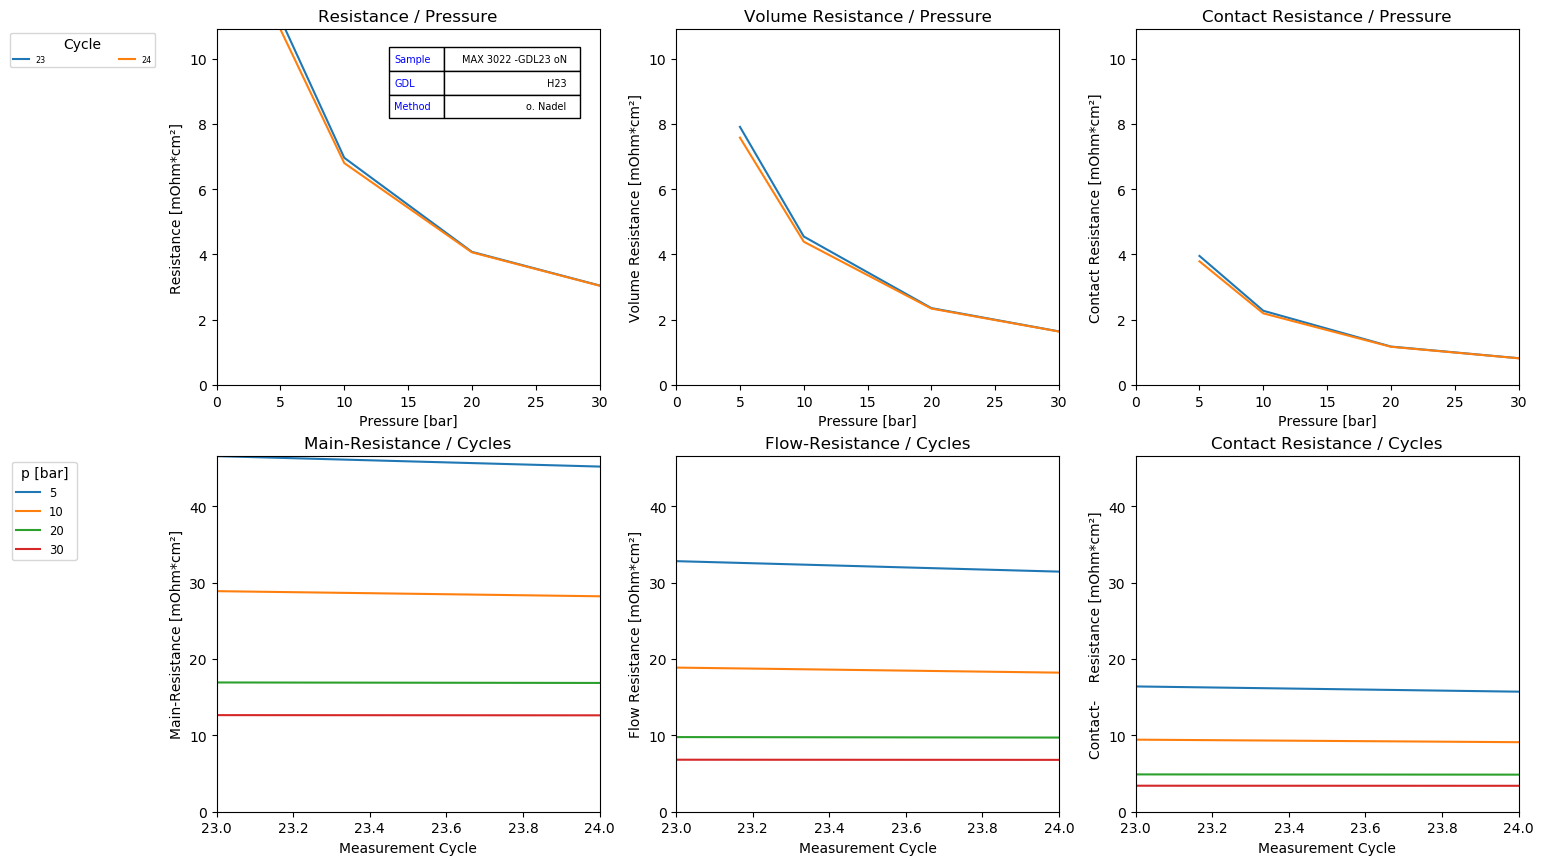 Cycle
23 24
Resistance / Pressure
Resistance [mOhm*cm²]
10
8
6
4
2
0
Sample MAX 3022 -GDL23 oN
GDL H23
Method o. Nadel
0 5 10 15 20 25 30
Pressure [bar]
Volume Resistance / Pressure
Volume Resistance [mOhm*cm²]
10
8
6
4
2
0
0 5 10 15 20 25 30
Pressure [bar]
Contact Resistance / Pressure
Contact Resistance [mOhm*cm²]
10
8
6
4
2
0
0 5 10 15 20 25 30
Pressure [bar]
p [bar]
5
10
20
30
Main-Resistance / Cycles
Main-Resistance [mOhm*cm²]
40
30
20
10
0
23.0 23.2 23.4 23.6 23.8 24.0
Measurement Cycle
Flow-Resistance / Cycles
Flow Resistance [mOhm*cm²]
40
30
20
10
0
23.0 23.2 23.4 23.6 23.8 24.0
Measurement Cycle
Contact Resistance / Cycles
Contact- Resistance [mOhm*cm²]
40
30
20
10
0
23.0 23.2 23.4 23.6 23.8 24.0
Measurement Cycle